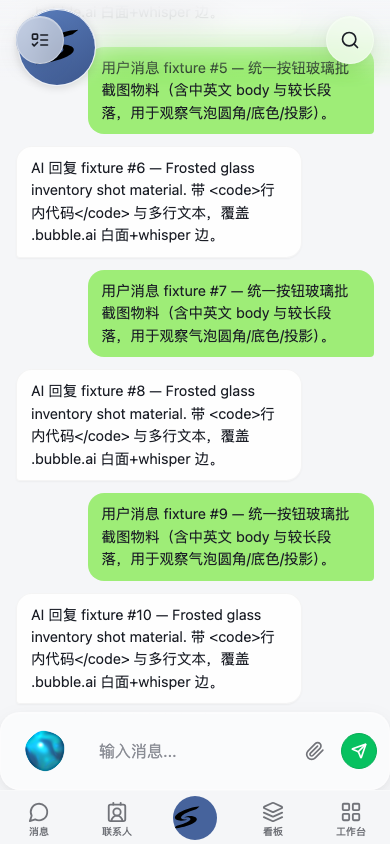 用户消息 fixture #5 — 统一按钮玻璃批
截图物料（含中英文 body 与较长段
落，用于观察气泡圆角/底色/投影）。
AI 回复 fixture #6 — Frosted glass
inventory shot material. 带 <code>行
内代码</code> 与多行文本，覆盖
.bubble.ai 白面+whisper 边。
用户消息 fixture #7 — 统一按钮玻璃批
截图物料（含中英文 body 与较长段
落，用于观察气泡圆角/底色/投影）。
AI 回复 fixture #8 — Frosted glass
inventory shot material. 带 <code>行
内代码</code> 与多行文本，覆盖
.bubble.ai 白面+whisper 边。
用户消息 fixture #9 — 统一按钮玻璃批
截图物料（含中英文 body 与较长段
落，用于观察气泡圆角/底色/投影）。
AI 回复 fixture #10 — Frosted glass
inventory shot material. 带 <code>行
内代码</code> 与多行文本，覆盖
.bubble.ai 白面+whisper 边。
输入消息...
消息
联系人
看板
工作台